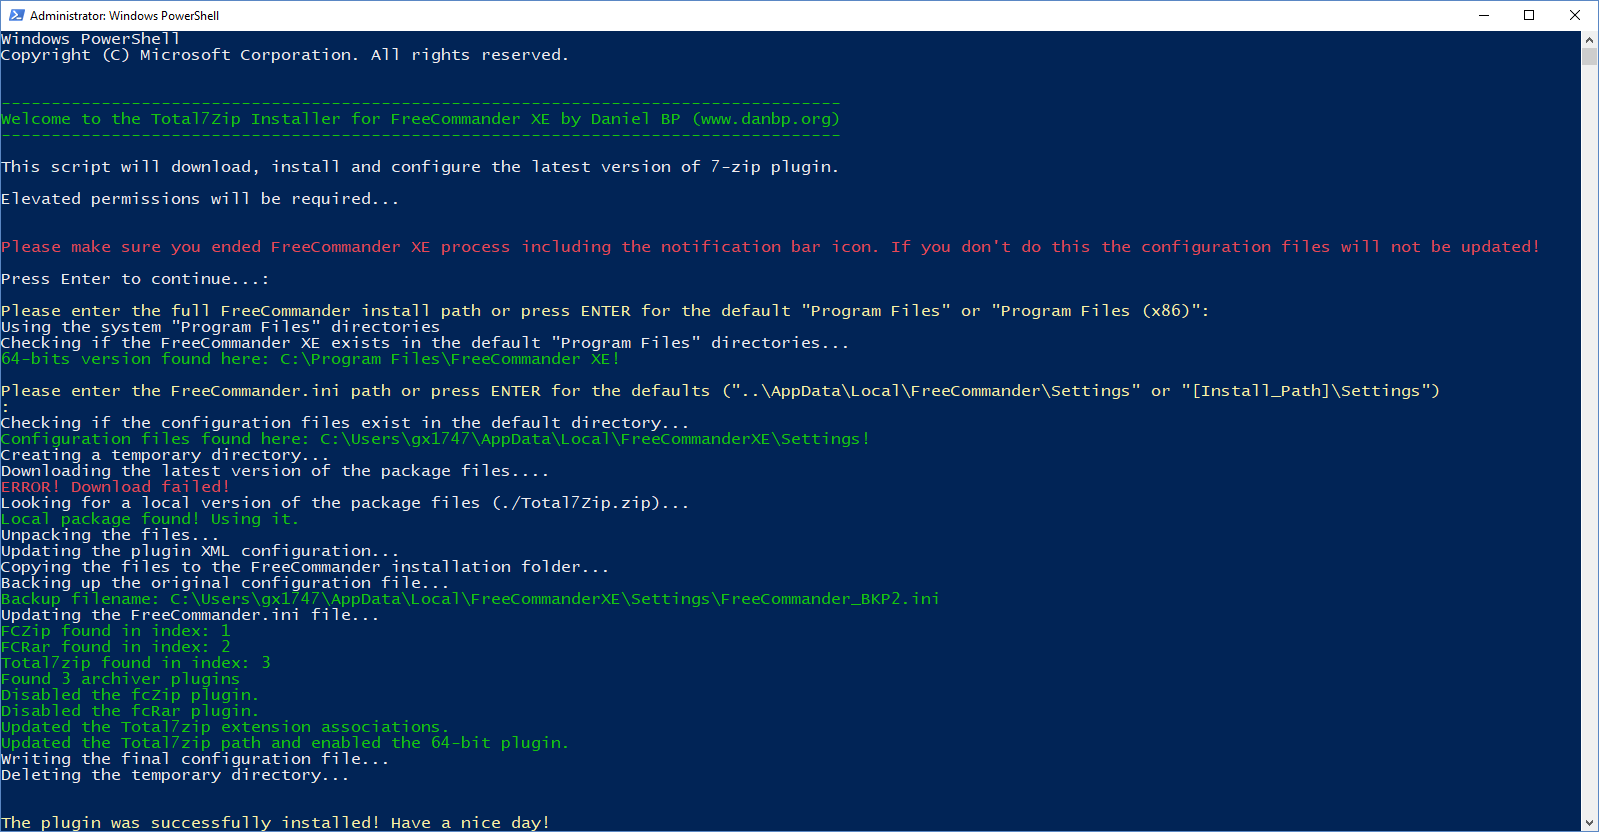 Administrator: Windows PowerShell
Windows PowerShell
Copyright (C) Microsoft Corporation. All rights reserved.
------------------------------------------------------------------------------------
Welcome to the Total7Zip Installer for FreeCommander XE by Daniel BP (www.danbp.org)
------------------------------------------------------------------------------------
This script will download, install and configure the latest version of 7-zip plugin.
Elevated permissions will be required...
Please make sure you ended FreeCommander XE process including the notification bar icon. If you don't do this the configuration files will not be updated!
Press Enter to continue...:
Please enter the full FreeCommander install path or press ENTER for the default "Program Files" or "Program Files (x86)":
Using the system "Program Files" directories
Checking if the FreeCommander XE exists in the default "Program Files" directories...
64-bits version found here: C:\Program Files\FreeCommander XE!
Please enter the FreeCommander.ini path or press ENTER for the defaults ("..\AppData\Local\FreeCommander\Settings" or "[Install_Path]\Settings")
:
Checking if the configuration files exist in the default directory...
Configuration files found here: C:\Users\gx1747\AppData\Local\FreeCommanderXE\Settings!
Creating a temporary directory...
Downloading the latest version of the package files....
ERROR! Download failed!
Looking for a local version of the package files (./Total7Zip.zip)...
Local package found! Using it.
Unpacking the files...
Updating the plugin XML configuration...
Copying the files to the FreeCommander installation folder...
Backing up the original configuration file...
Backup filename: C:\Users\gx1747\AppData\Local\FreeCommanderXE\Settings\FreeCommander_BKP2.ini
Updating the FreeCommander.ini file...
FCZip found in index: 1
FCRar found in index: 2
Total7zip found in index: 3
Found 3 archiver plugins
Disabled the fcZip plugin.
Disabled the fcRar plugin.
Updated the Total7zip extension associations.
Updated the Total7zip path and enabled the 64-bit plugin.
Writing the final configuration file...
Deleting the temporary directory...
The plugin was successfully installed! Have a nice day!